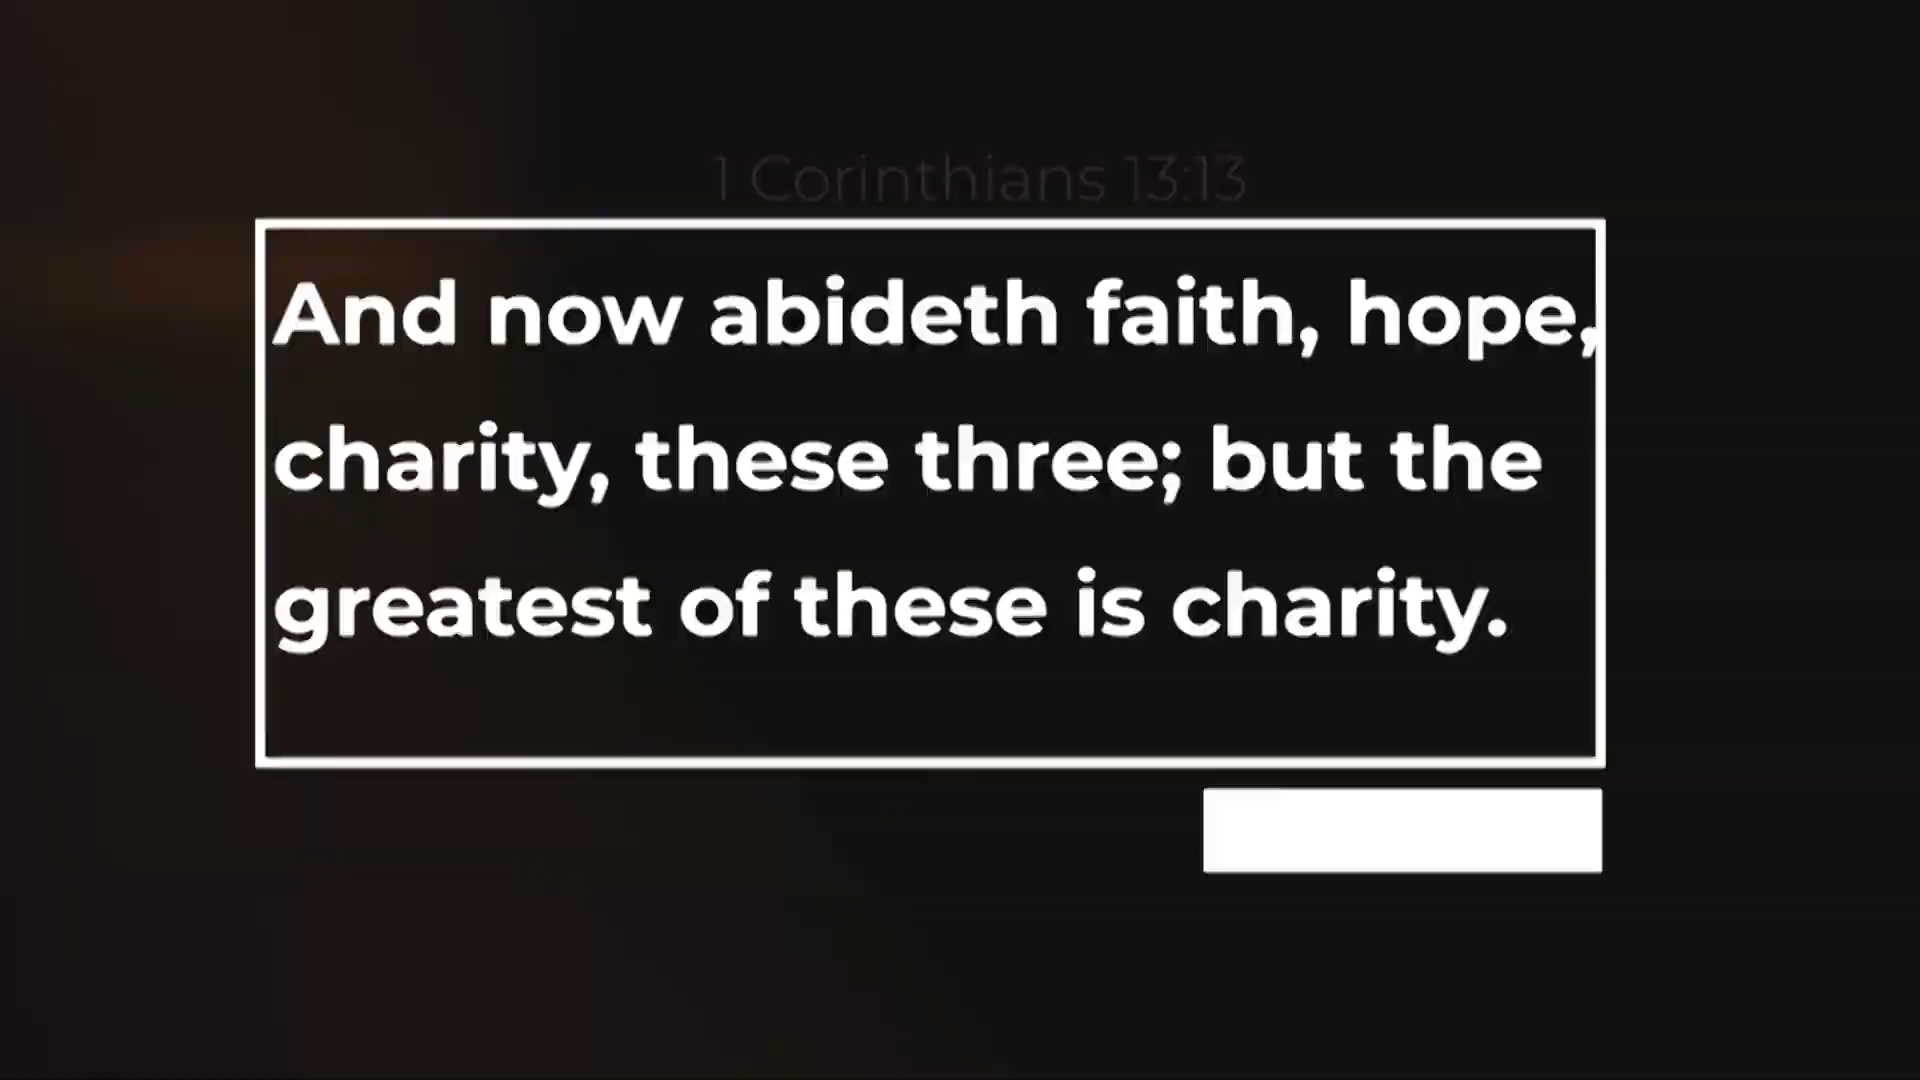 1 Corinthians 13:13
And now abideth faith, hope,
charity, these three; but the
greatest of these is charity.